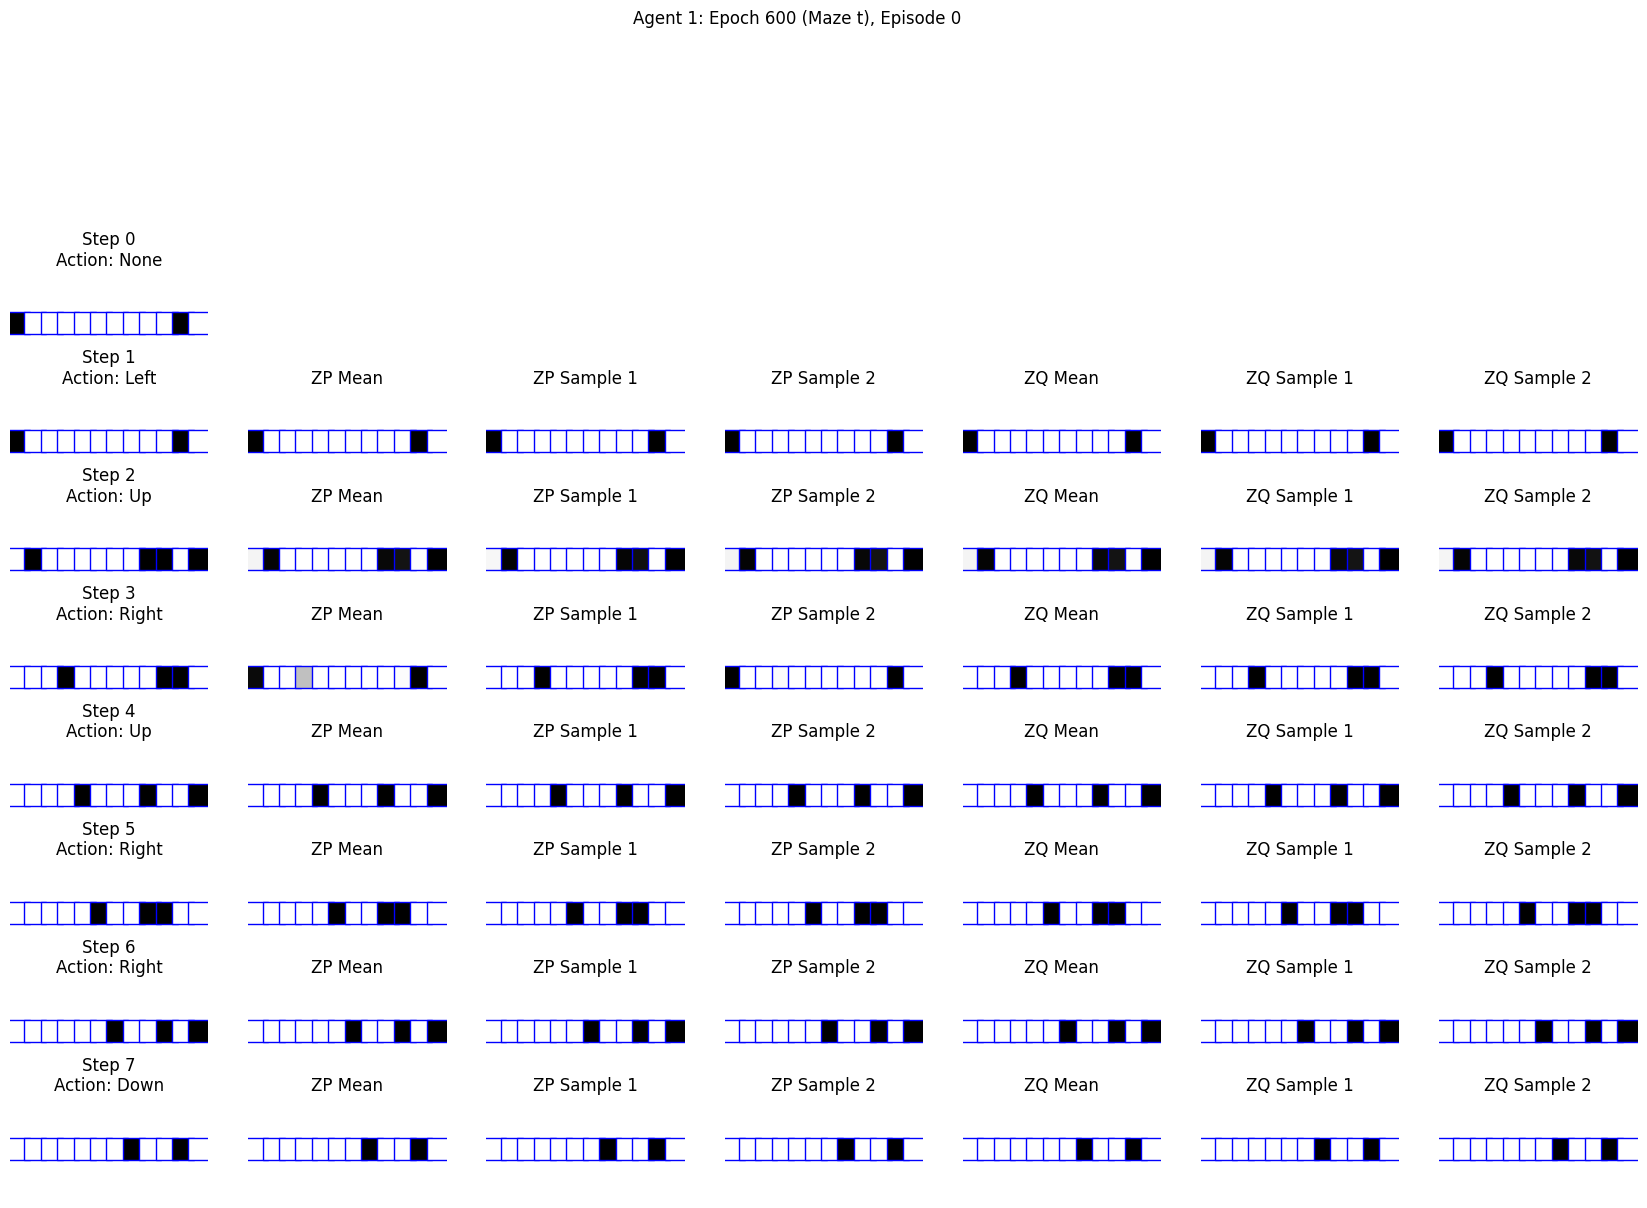 Agent 1: Epoch 600 (Maze t), Episode 0
Step 0
Action: None
Step 1
Action: Left
ZP Mean
ZP Sample 1
ZP Sample 2
ZQ Mean
ZQ Sample 1
ZQ Sample 2
Step 2
Action: Up
ZP Mean
ZP Sample 1
ZP Sample 2
ZQ Mean
ZQ Sample 1
ZQ Sample 2
Step 3
Action: Right
ZP Mean
ZP Sample 1
ZP Sample 2
ZQ Mean
ZQ Sample 1
ZQ Sample 2
Step 4
Action: Up
ZP Mean
ZP Sample 1
ZP Sample 2
ZQ Mean
ZQ Sample 1
ZQ Sample 2
Step 5
Action: Right
ZP Mean
ZP Sample 1
ZP Sample 2
ZQ Mean
ZQ Sample 1
ZQ Sample 2
Step 6
Action: Right
ZP Mean
ZP Sample 1
ZP Sample 2
ZQ Mean
ZQ Sample 1
ZQ Sample 2
Step 7
Action: Down
ZP Mean
ZP Sample 1
ZP Sample 2
ZQ Mean
ZQ Sample 1
ZQ Sample 2